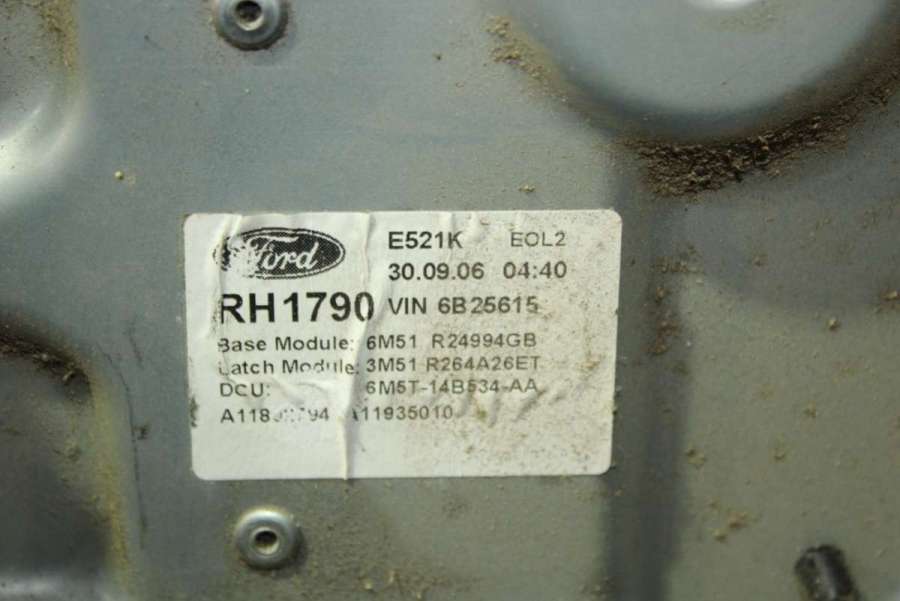 Ford
E521K EOL2
30.09.06 04:40
RH1790 VIN 6B25615
Base Module: 6M51 R24994GB
Latch Module: 3M51 R264A26ET
DCU: 6M5T-14B534-AA
A11935010